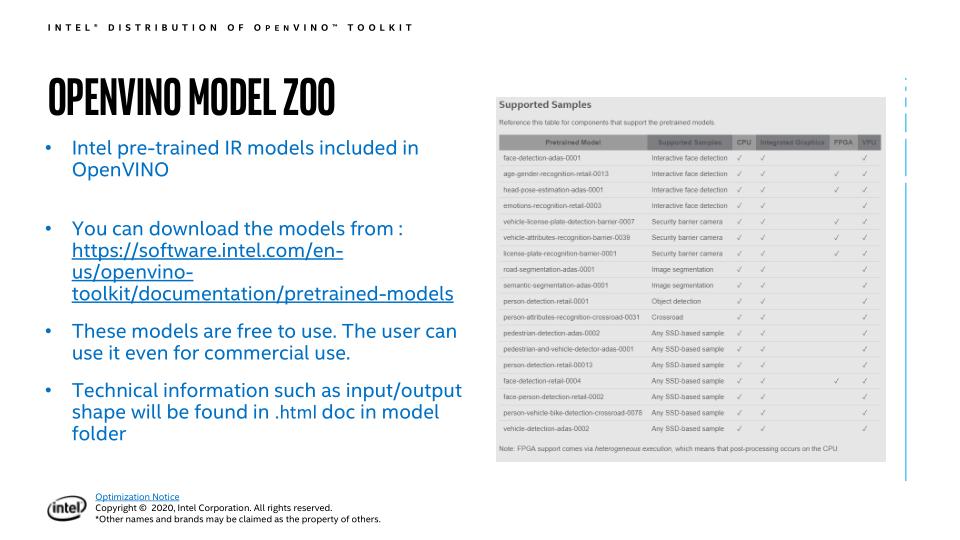 INTEL® DISTRIBUTION OF OPENVINO™ TOOLKIT
OPENVINO MODEL ZOO
• Intel pre-trained IR models included in
OpenVINO
• You can download the models from :
https://software.intel.com/en-
us/openvino-
toolkit/documentation/pretrained-models
• These models are free to use. The user can
use it even for commercial use.
• Technical information such as input/output
shape will be found in .html doc in model
folder
Supported Samples
Reference this table for components that support the pretrained models.
Pretrained Model Supported Samples CPU Integrated Graphics FPGA VPU
face-detection-adas-0001 Interactive face detection ✓ ✓ ✓
age-gender-recognition-retail-0013 Interactive face detection ✓ ✓ ✓ ✓
head-pose-estimation-adas-0001 Interactive face detection ✓ ✓ ✓ ✓
emotions-recognition-retail-0003 Interactive face detection ✓ ✓ ✓
vehicle-license-plate-detection-barrier-0007 Security barrier camera ✓ ✓ ✓ ✓
vehicle-attributes-recognition-barrier-0039 Security barrier camera ✓ ✓ ✓ ✓
license-plate-recognition-barrier-0001 Security barrier camera ✓ ✓ ✓ ✓
road-segmentation-adas-0001 Image segmentation ✓ ✓ ✓
semantic-segmentation-adas-0001 Image segmentation ✓ ✓ ✓
person-detection-retail-0001 Object detection ✓ ✓ ✓
person-attributes-recognition-crossroad-0031 Crossroad ✓ ✓ ✓
pedestrian-detection-adas-0002 Any SSD-based sample ✓ ✓ ✓
pedestrian-and-vehicle-detector-adas-0001 Any SSD-based sample ✓ ✓ ✓
person-detection-retail-00013 Any SSD-based sample ✓ ✓ ✓
face-detection-retail-0004 Any SSD-based sample ✓ ✓ ✓ ✓
face-person-detection-retail-0002 Any SSD-based sample ✓ ✓ ✓
person-vehicle-bike-detection-crossroad-0078 Any SSD-based sample ✓ ✓ ✓
vehicle-detection-adas-0002 Any SSD-based sample ✓ ✓ ✓
Note: FPGA support comes via heterogeneous execution, which means that post-processing occurs on the CPU
intel
Optimization Notice
Copyright © 2020, Intel Corporation. All rights reserved.
*Other names and brands may be claimed as the property of others.